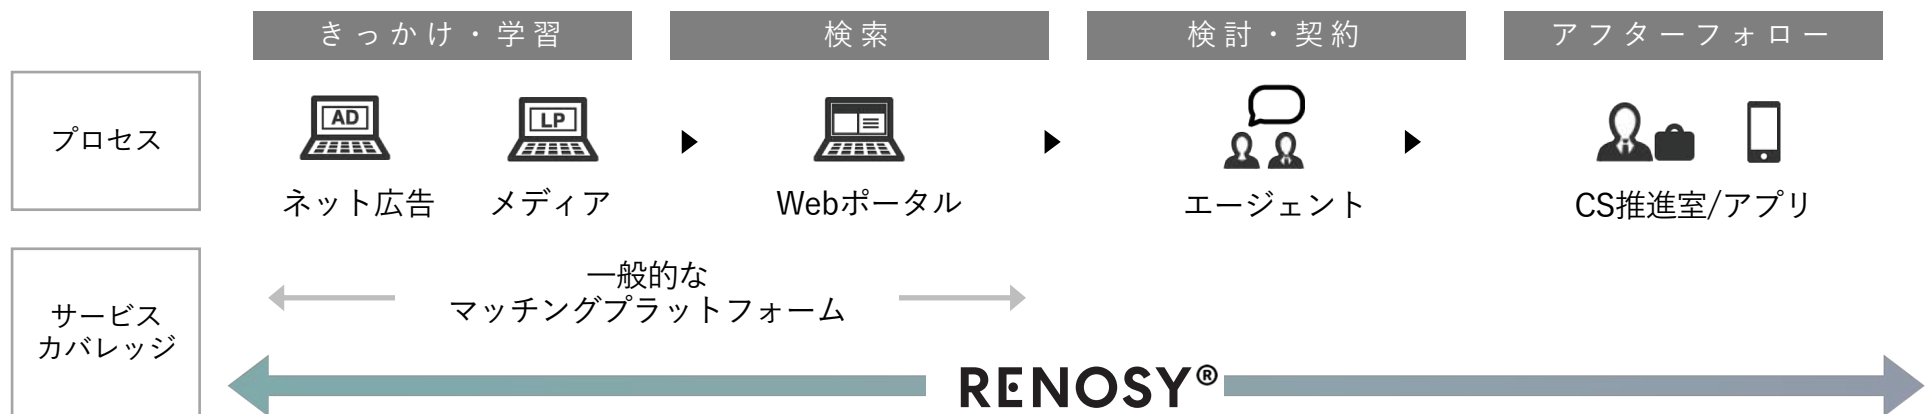 きっかけ・学習
検索
検討・契約
アフターフォロー
プロセス
AD
LP
ネット広告
メディア
Webポータル
エージェント
CS推進室/アプリ
サービス
カバレッジ
一般的な
マッチングプラットフォーム
RENOSY®